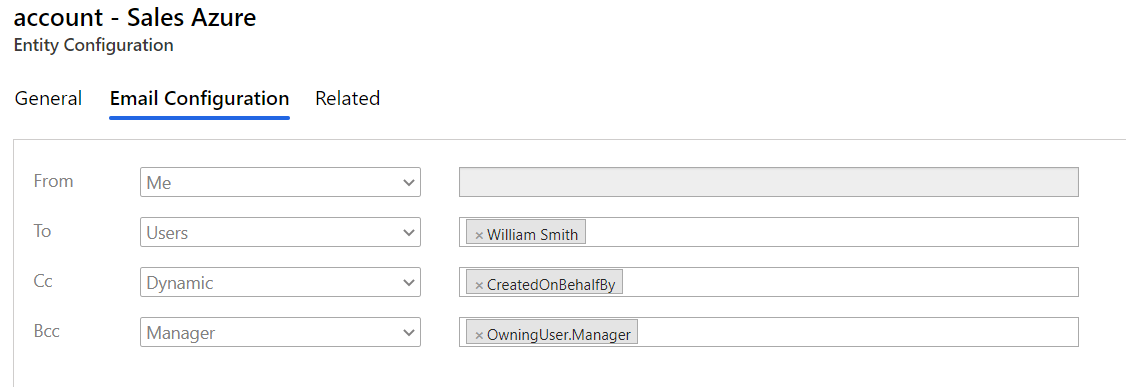 account - Sales Azure
Entity Configuration
General Email Configuration Related
From Me
To Users × William Smith
Cc Dynamic × CreatedOnBehalfBy
Bcc Manager × OwningUser.Manager